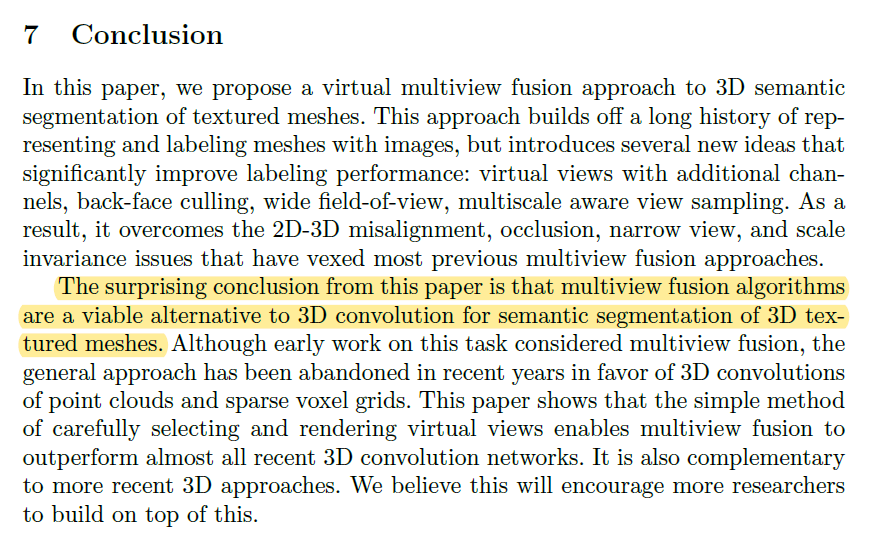 7 Conclusion
In this paper, we propose a virtual multiview fusion approach to 3D semantic
segmentation of textured meshes. This approach builds off a long history of rep-
resenting and labeling meshes with images, but introduces several new ideas that
significantly improve labeling performance: virtual views with additional chan-
nels, back-face culling, wide field-of-view, multiscale aware view sampling. As a
result, it overcomes the 2D-3D misalignment, occlusion, narrow view, and scale
invariance issues that have vexed most previous multiview fusion approaches.
The surprising conclusion from this paper is that multiview fusion algorithms
are a viable alternative to 3D convolution for semantic segmentation of 3D tex-
tured meshes. Although early work on this task considered multiview fusion, the
general approach has been abandoned in recent years in favor of 3D convolutions
of point clouds and sparse voxel grids. This paper shows that the simple method
of carefully selecting and rendering virtual views enables multiview fusion to
outperform almost all recent 3D convolution networks. It is also complementary
to more recent 3D approaches. We believe this will encourage more researchers
to build on top of this.